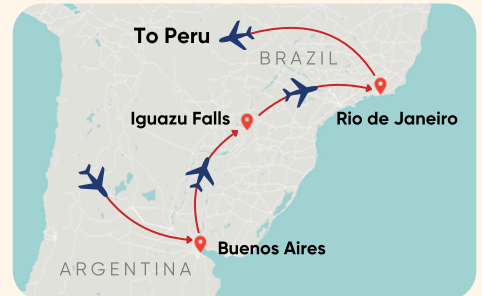 To Peru
BRAZIL
Iguazu Falls
Rio de Janeiro
Buenos Aires
ARGENTINA